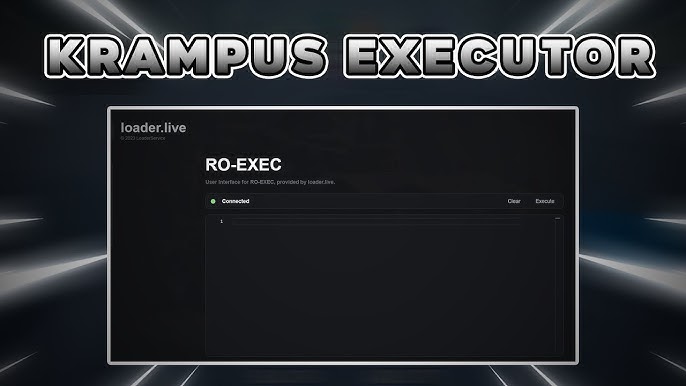 KRAMPUS EXECUTOR
loader.live
© 2023 LoaderService
RO-EXEC
User interface for RO-EXEC, provided by loader.live.
Connected Clear Execute
1